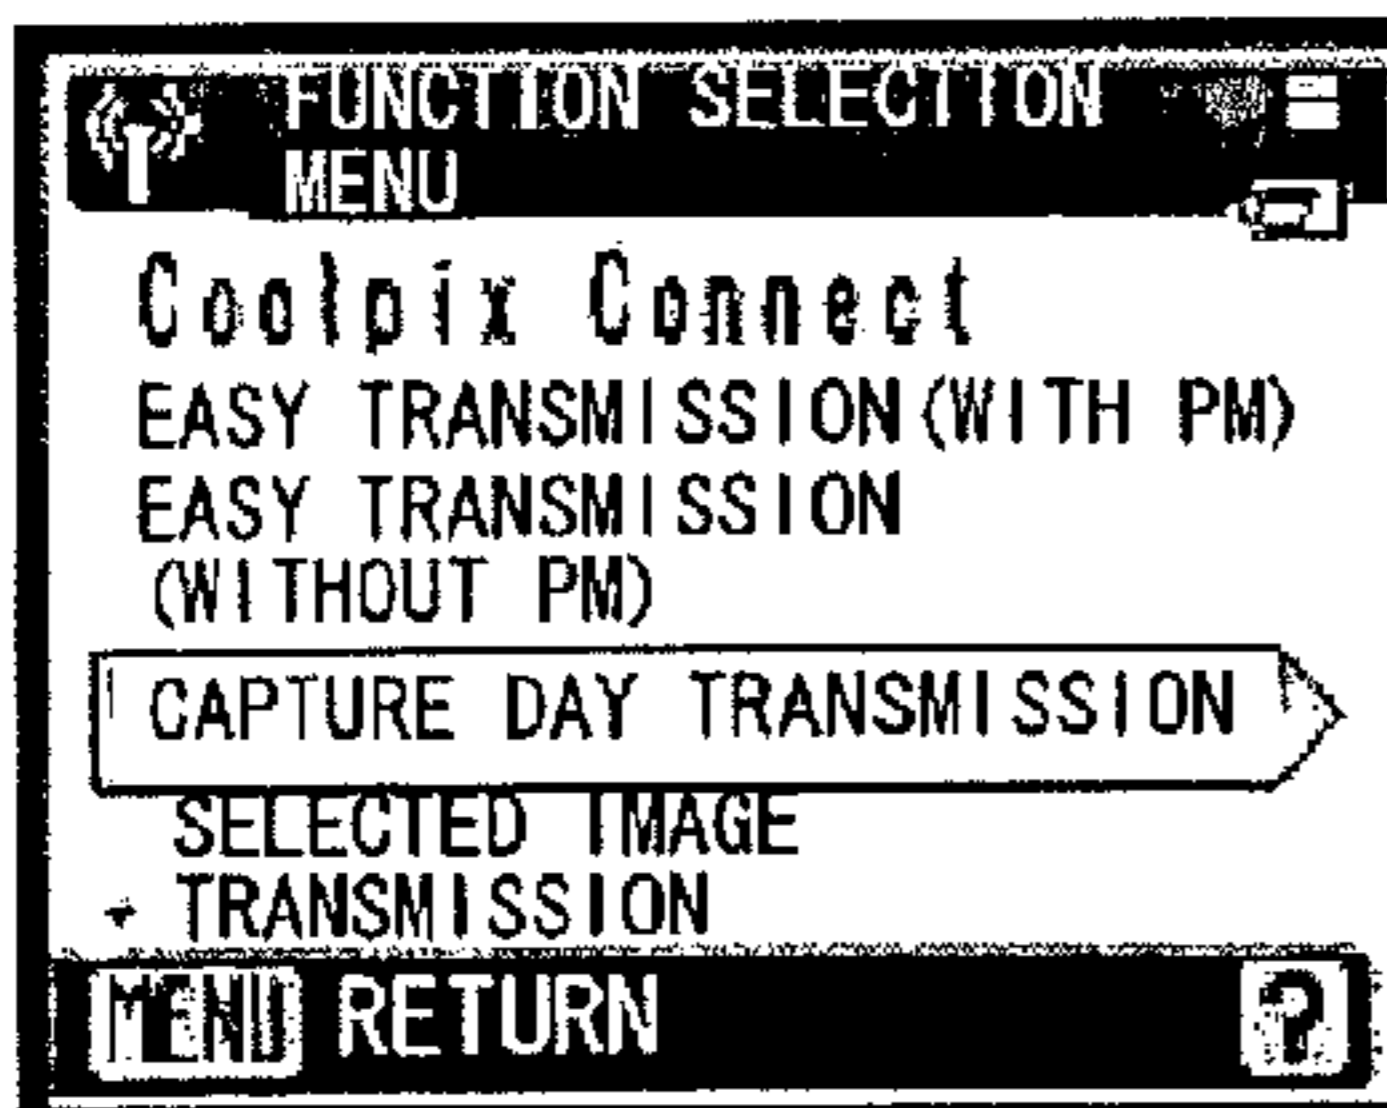 FUNCTION SELECTION
MENU
Coolpix Connect
EASY TRANSMISSION(WITH PM)
EASY TRANSMISSION
(WITHOUT PM)
CAPTURE DAY TRANSMISSION
SELECTED IMAGE
TRANSMISSION
MENU RETURN ?